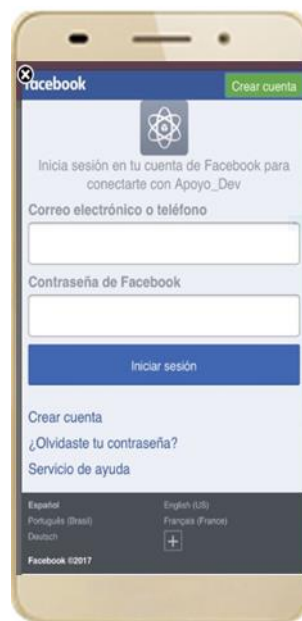 facebook
Crear cuenta
Inicia sesión en tu cuenta de Facebook para
conectarte con Apoyo_Dev
Correo electrónico o teléfono
Contraseña de Facebook
Iniciar sesión
Crear cuenta
¿Olvidaste tu contraseña?
Servicio de ayuda
Español
English (US)
Português (Brasil)
Français (France)
Deutsch
Facebook ©2017